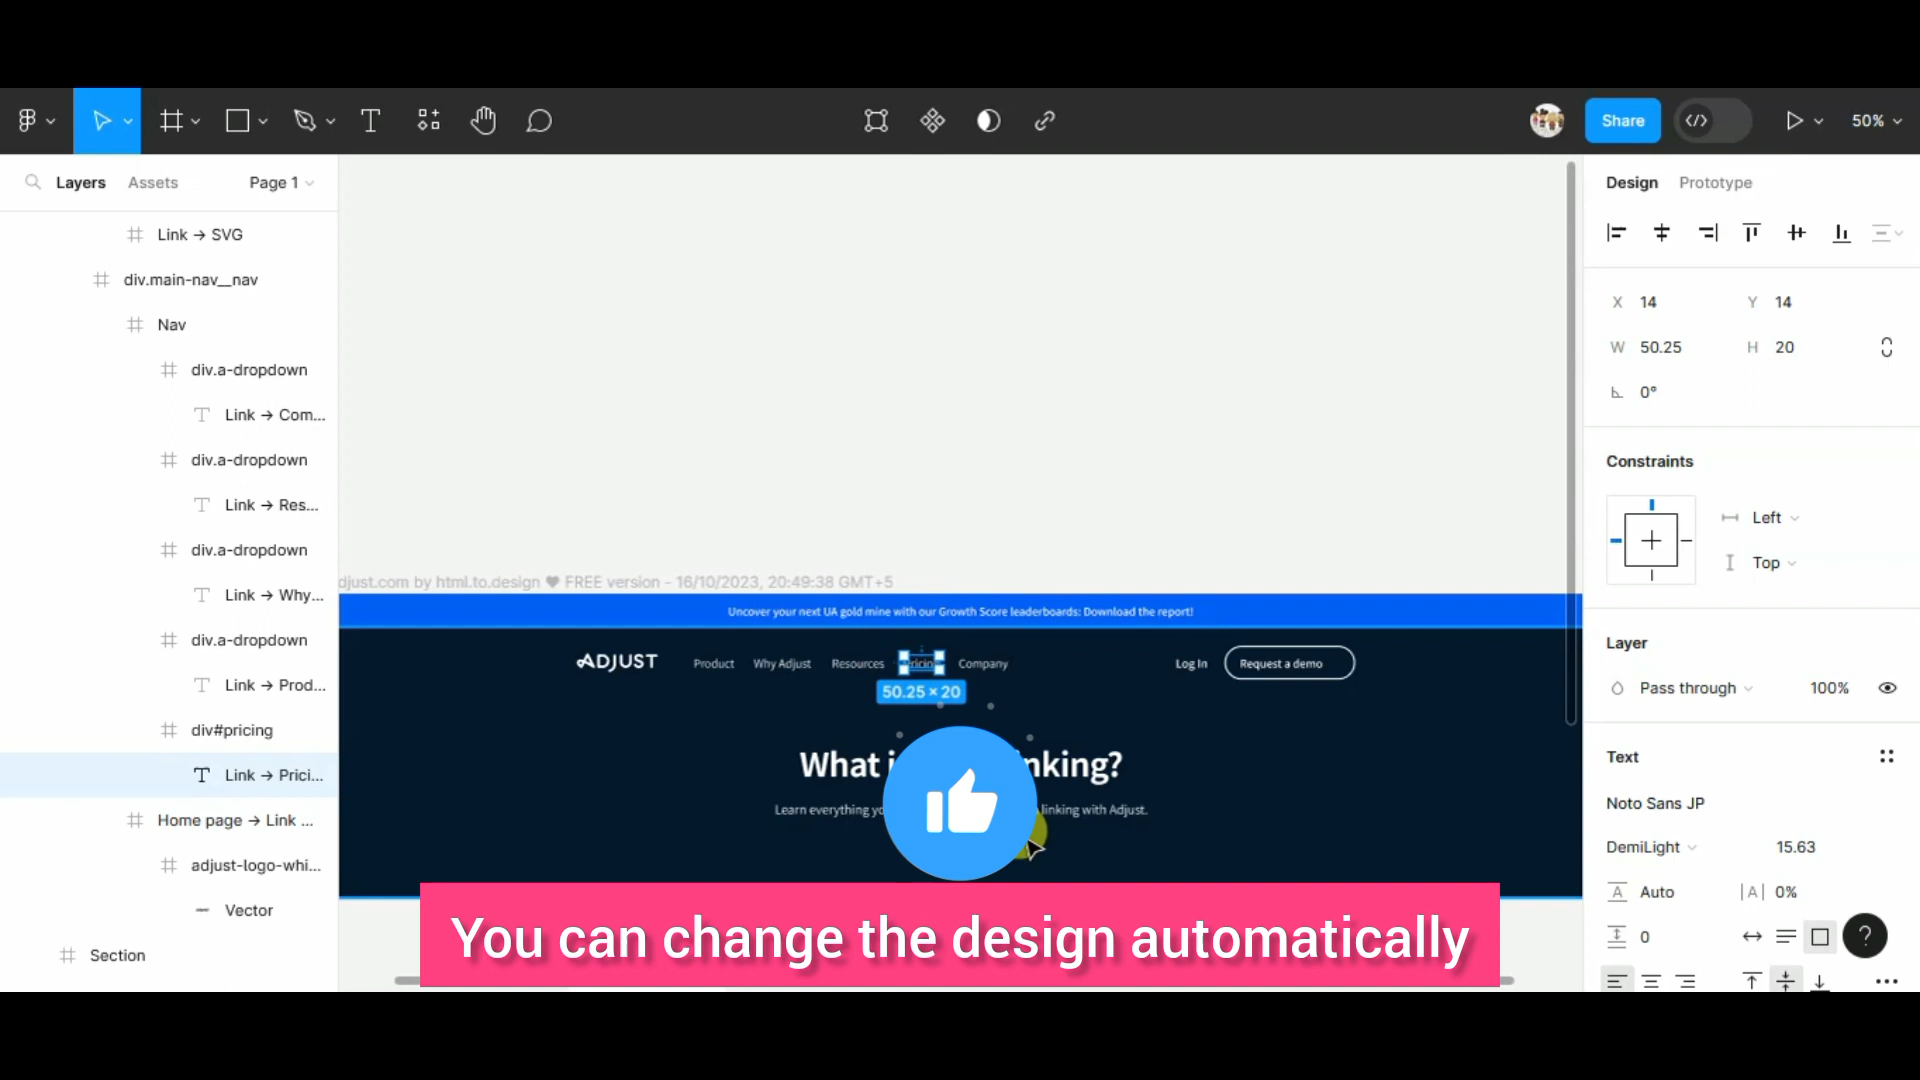 Share
50%
Layers
Assets
Page 1
Link → SVG
div.main-nav__nav
Nav
div.a-dropdown
Link → Com...
div.a-dropdown
Link → Res...
div.a-dropdown
Link → Why...
div.a-dropdown
Link → Prod...
div#pricing
Link → Prici...
Home page → Link ...
adjust-logo-whi...
Vector
Section
djust.com by html.to.design ♥ FREE version - 16/10/2023, 20:49:38 GMT+5
Uncover your next UA gold mine with our Growth Score leaderboards: Download the report!
ADJUST
Product
Why Adjust
Resources
Company
Log In
Request a demo
50.25 × 20
What i nking?
Learn everything yo linking with Adjust.
You can change the design automatically
Design
Prototype
X 14
Y 14
W 50.25
H 20
0°
Constraints
Left
Top
Layer
Pass through
100%
Text
Noto Sans JP
DemiLight
15.63
A Auto
|A| 0%
0
?